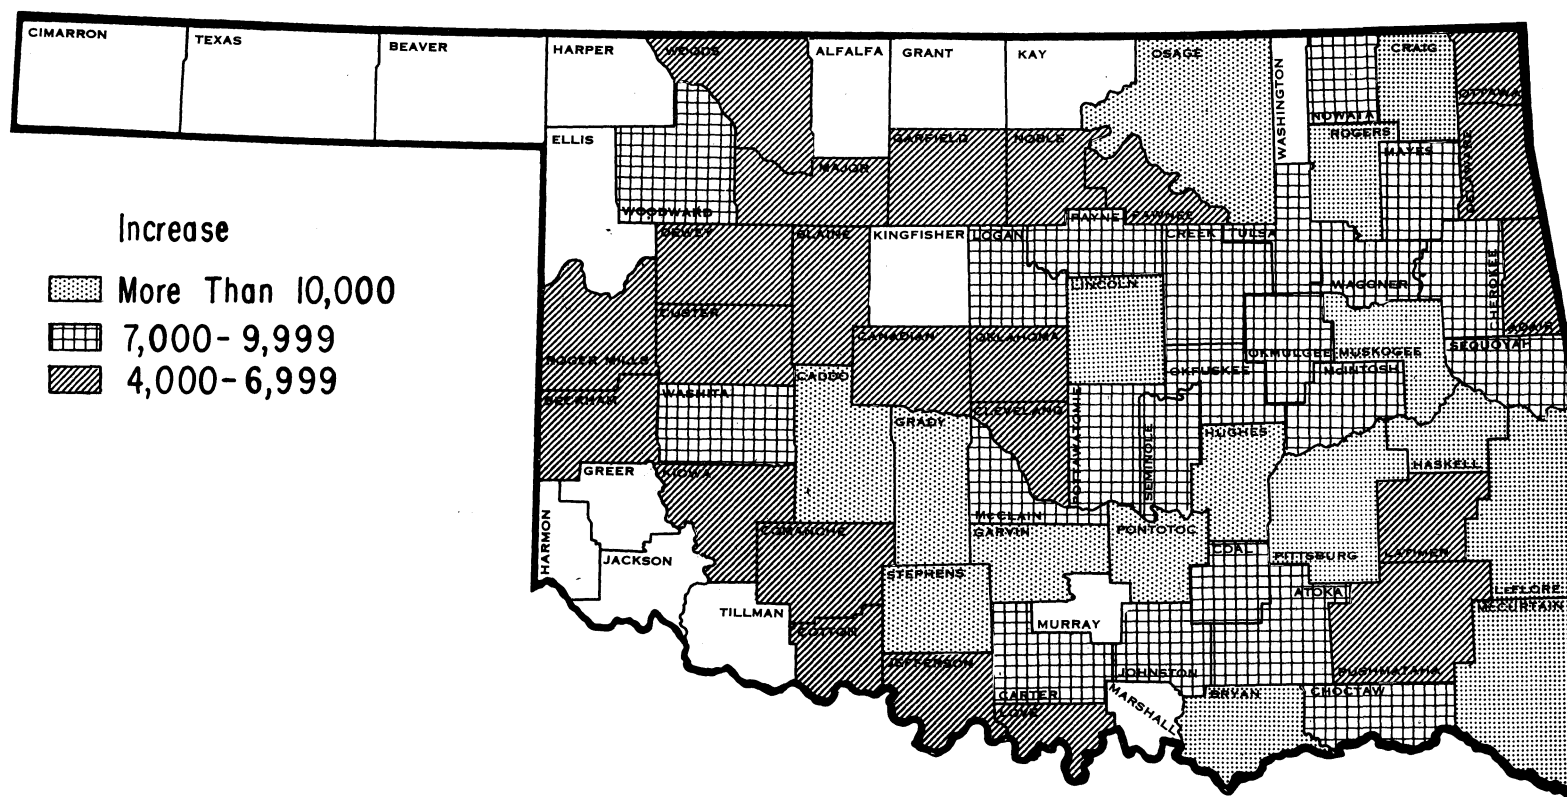 CIMARRON
TEXAS
BEAVER
HARPER
WOODS
ALFALFA
GRANT
KAY
OSAGE
WASHINGTON
NOWATA
CRAIG
OTTAWA
ELLIS
WOODWARD
MAJOR
GARFIELD
NOBLE
PAWNEE
ROGERS
MAYES
DELAWARE
Increase
More Than 10,000
7,000-9,999
4,000-6,999
DEWEY
BLAINE
KINGFISHER
LOGAN
PAYNE
CREEK
TULSA
WAGONER
CHEROKEE
ADAIR
ROGER MILLS
CUSTER
CANADIAN
OKLAHOMA
LINCOLN
OKFUSKEE
OKMULGEE
MUSKOGEE
McINTOSH
SEQUOYAH
BECKHAM
WASHITA
CADDO
GRADY
CLEVELAND
POTTAWATOMIE
SEMINOLE
HUGHES
HASKELL
GREER
KIOWA
HARMON
JACKSON
COMANCHE
McCLAIN
GARVIN
PONTOTOC
COAL
PITTSBURG
LATIMER
LEFLORE
TILLMAN
COTTON
STEPHENS
JEFFERSON
MURRAY
CARTER
LOVE
JOHNSTON
MARSHALL
ATOKA
BRYAN
PUSHMATAHA
CHOCTAW
McCURTAIN